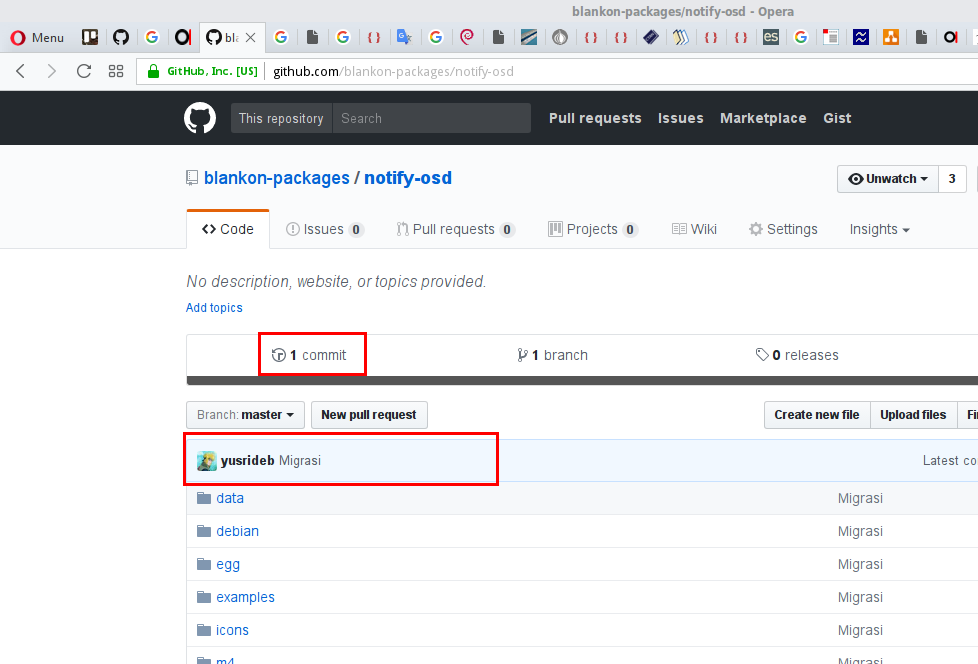 blankon-packages/notify-osd - Opera
Menu
bla
es
GitHub, Inc. [US] github.com/blankon-packages/notify-osd
This repository Search Pull requests Issues Marketplace Gist
blankon-packages / notify-osd
Unwatch 3
Code Issues 0 Pull requests 0 Projects 0 Wiki Settings Insights
No description, website, or topics provided.
Add topics
1 commit 1 branch 0 releases
Branch: master New pull request Create new file Upload files Fi
yusrideb Migrasi Latest co
data Migrasi
debian Migrasi
egg Migrasi
examples Migrasi
icons Migrasi
m4 Migrasi